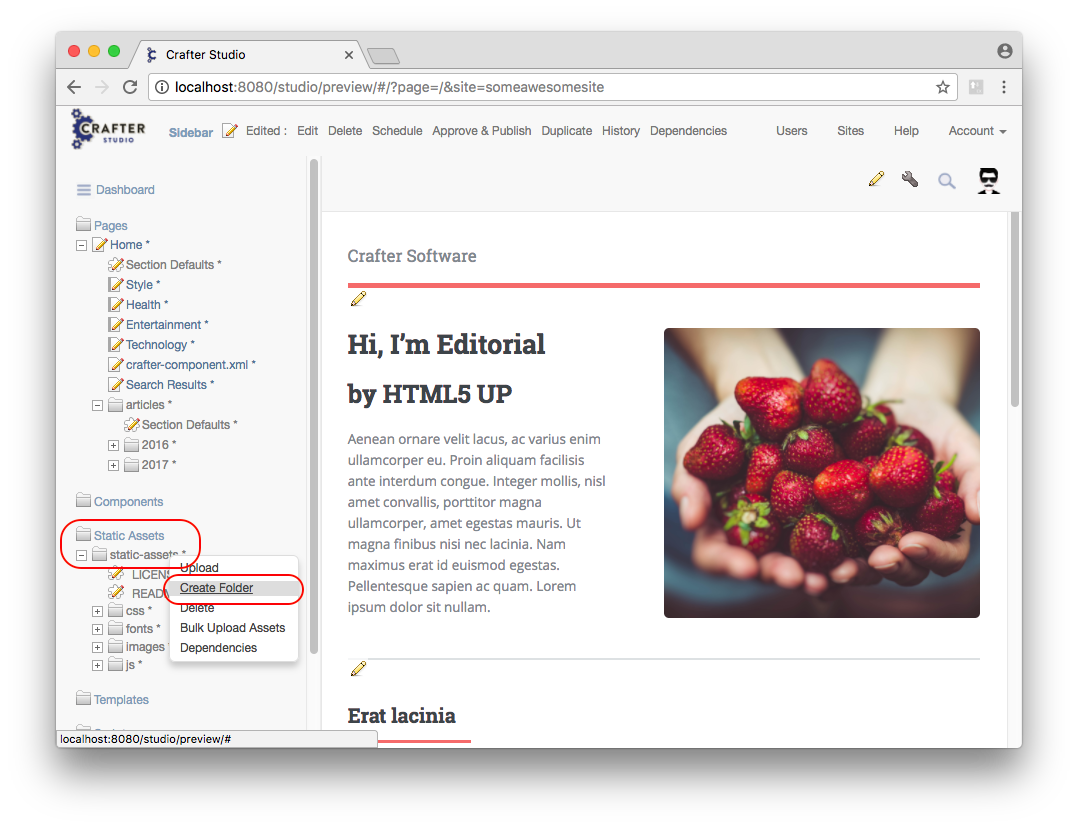 Crafter Studio
localhost:8080/studio/preview/#/?page=/&site=someawesomesite
CRAFTER
STUDIO
Sidebar
Edited :
Edit Delete Schedule Approve & Publish Duplicate History Dependencies
Users Sites Help Account
Dashboard
Pages
Home *
Section Defaults *
Style *
Health *
Entertainment *
Technology *
crafter-component.xml *
Search Results *
articles *
Section Defaults *
2016 *
2017 *
Components
Static Assets
static-assets *
LICEN
READ
css *
fonts *
images
js *
Templates
Upload
Create Folder
Delete
Bulk Upload Assets
Dependencies
localhost:8080/studio/preview/#
Crafter Software
Hi, I'm Editorial
by HTML5 UP
Aenean ornare velit lacus, ac varius enim
ullamcorper eu. Proin aliquam facilisis
ante interdum congue. Integer mollis, nisl
amet convallis, porttitor magna
ullamcorper, amet egestas mauris. Ut
magna finibus nisi nec lacinia. Nam
maximus erat id euismod egestas.
Pellentesque sapien ac quam. Lorem
ipsum dolor sit nullam.
Erat lacinia